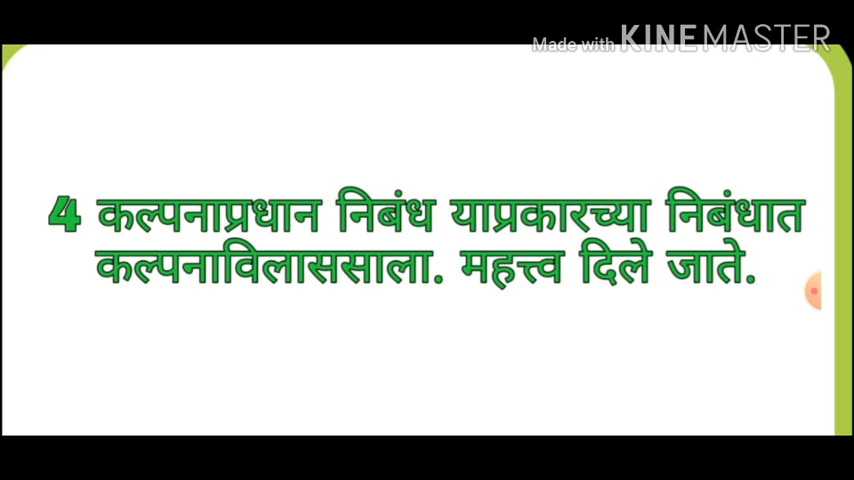 Made with KINEMASTER
4 कल्पनाप्रधान निबंध याप्रकारच्या निबंधात
कल्पनाविलाससाला. महत्त्व दिले जाते.